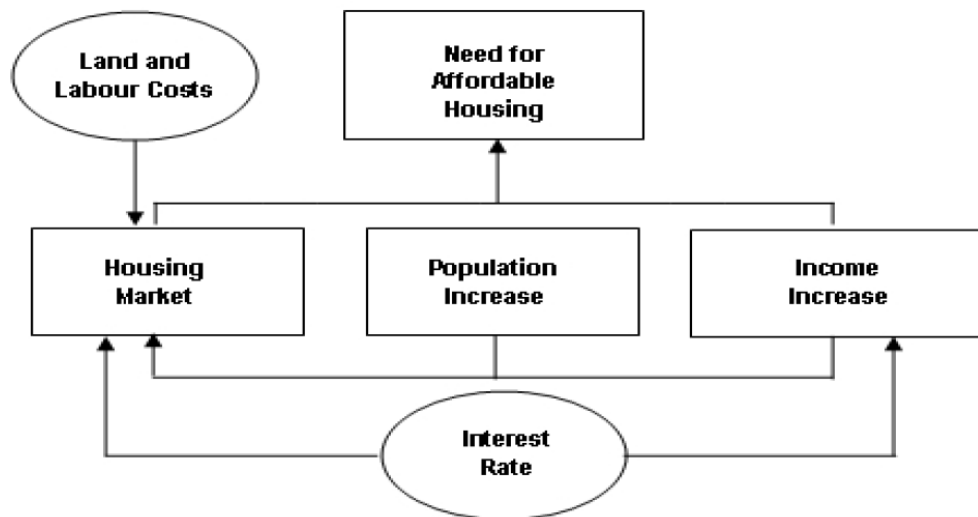 Land and
Labour Costs
Need for
Affordable
Housing
Housing
Market
Population
Increase
Income
Increase
Interest
Rate